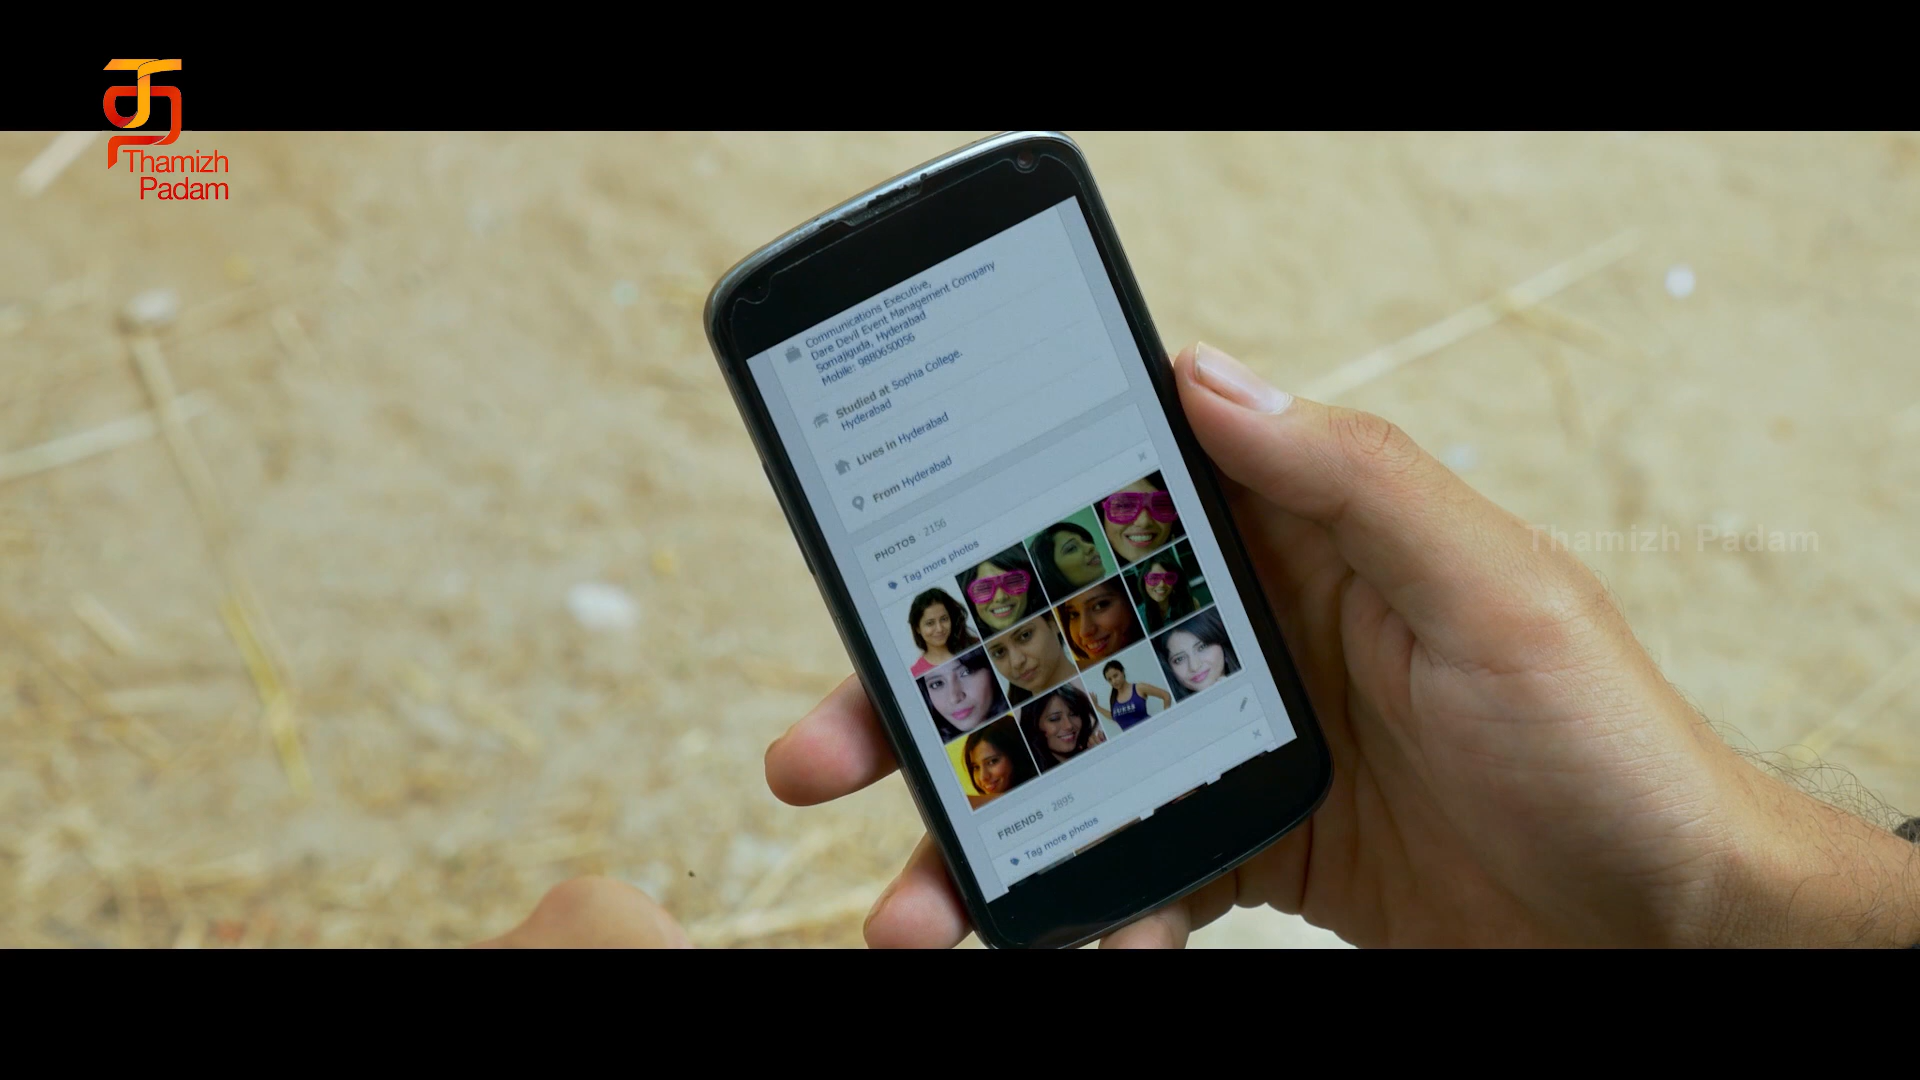 Thamizh
Padam
Communications Executive,
Dare Devil Event Management Company
Somajiguda, Hyderabad
Mobile: 9880650056
Studied at Sophia College.
Hyderabad
Lives in Hyderabad
From Hyderabad
PHOTOS · 2156
Tag more photos
FRIENDS · 2895
Tag more photos
Thamizh Padam